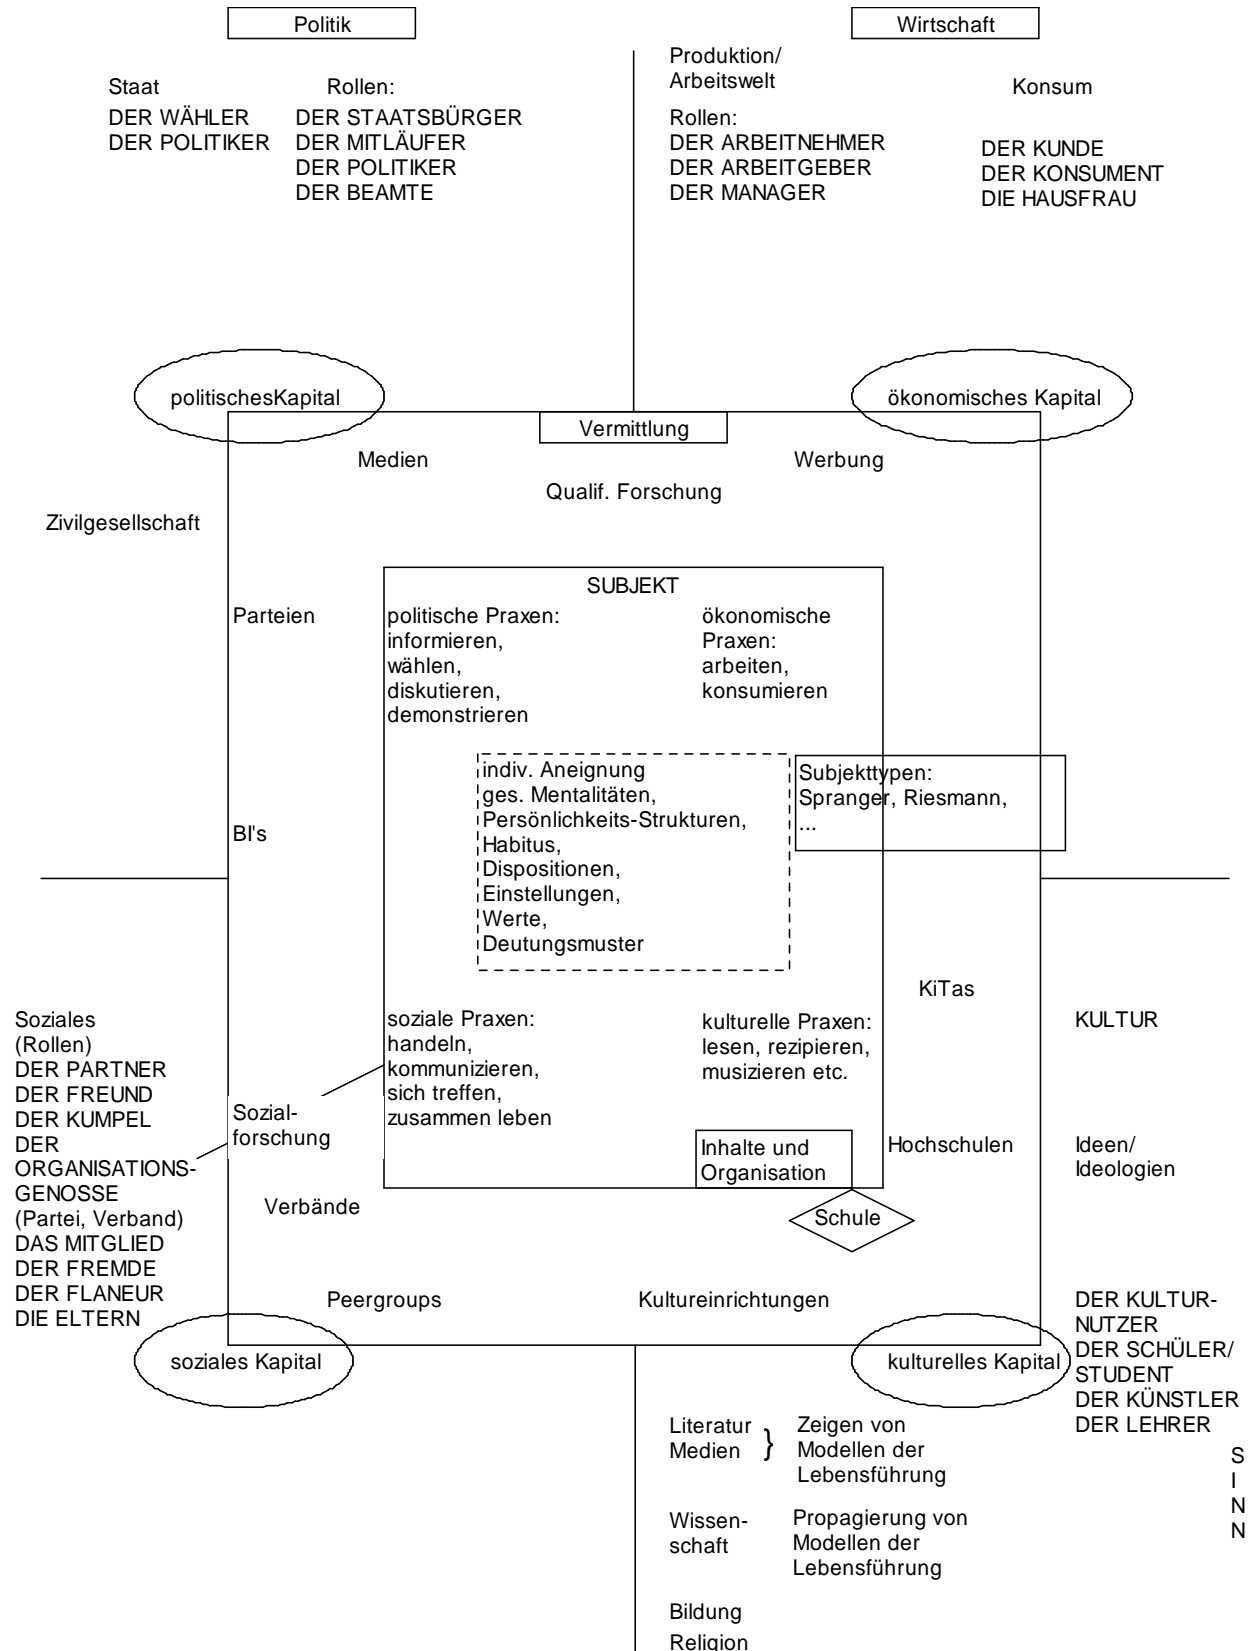 Politik
Wirtschaft
Staat
DER WÄHLER
DER POLITIKER
Rollen:
DER STAATSBÜRGER
DER MITLÄUFER
DER POLITIKER
DER BEAMTE
Produktion/
Arbeitswelt
Rollen:
DER ARBEITNEHMER
DER ARBEITGEBER
DER MANAGER
Konsum
DER KUNDE
DER KONSUMENT
DIE HAUSFRAU
politischesKapital
ökonomisches Kapital
Vermittlung
Medien
Werbung
Qualif. Forschung
Zivilgesellschaft
SUBJEKT
Parteien
politische Praxen:
informieren,
wählen,
diskutieren,
demonstrieren
ökonomische
Praxen:
arbeiten,
konsumieren
indiv. Aneignung
ges. Mentalitäten,
Persönlichkeits-Strukturen,
Habitus,
Dispositionen,
Einstellungen,
Werte,
Deutungsmuster
Subjekttypen:
Spranger, Riesmann,
...
BI's
KiTas
Soziales
(Rollen)
DER PARTNER
DER FREUND
DER KUMPEL
DER
ORGANISATIONS-
GENOSSE
(Partei, Verband)
DAS MITGLIED
DER FREMDE
DER FLANEUR
DIE ELTERN
soziale Praxen:
handeln,
kommunizieren,
sich treffen,
zusammen leben
kulturelle Praxen:
lesen, rezipieren,
musizieren etc.
KULTUR
Sozial-
forschung
Inhalte und
Organisation
Hochschulen
Ideen/
Ideologien
Verbände
Schule
Peergroups
Kultureinrichtungen
DER KULTUR-
NUTZER
DER SCHÜLER/
STUDENT
DER KÜNSTLER
DER LEHRER
soziales Kapital
kulturelles Kapital
Literatur
Medien
}
Zeigen von
Modellen der
Lebensführung
S
I
N
N
Wissen-
schaft
Propagierung von
Modellen der
Lebensführung
Bildung
Religion